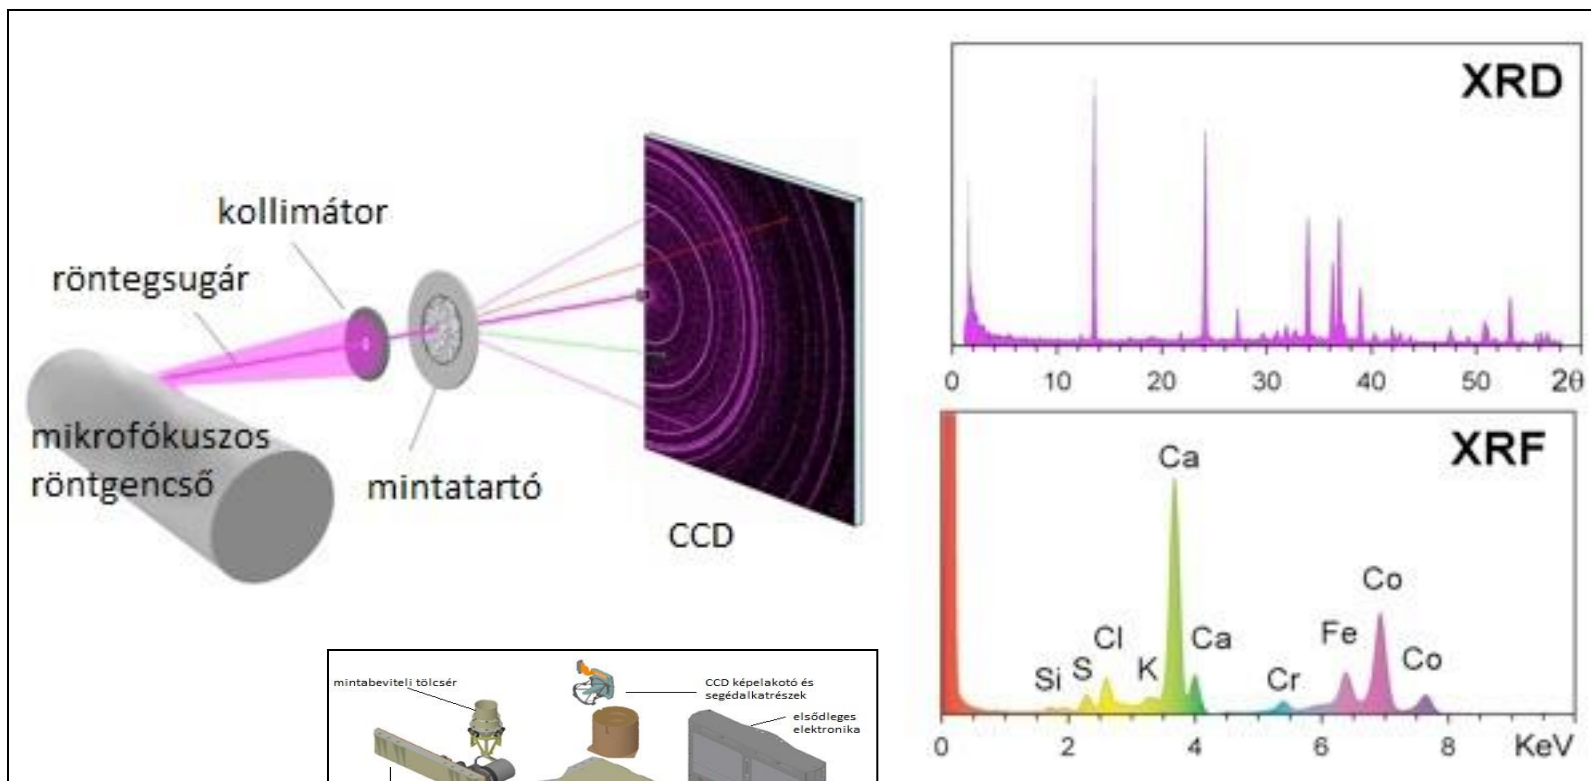 kollimátor
röntegsugár
mikrofókuszos
röntgencső
mintatartó
CCD
XRD
0 10 20 30 40 50 2θ
XRF
Ca
Co
Cl
Ca
Fe
Si
S
K
Cr
Co
0 2 4 6 8 KeV
mintabeviteli tölcsér
CCD képelakotó és
segédalkatrészek
elsődleges
elektronika